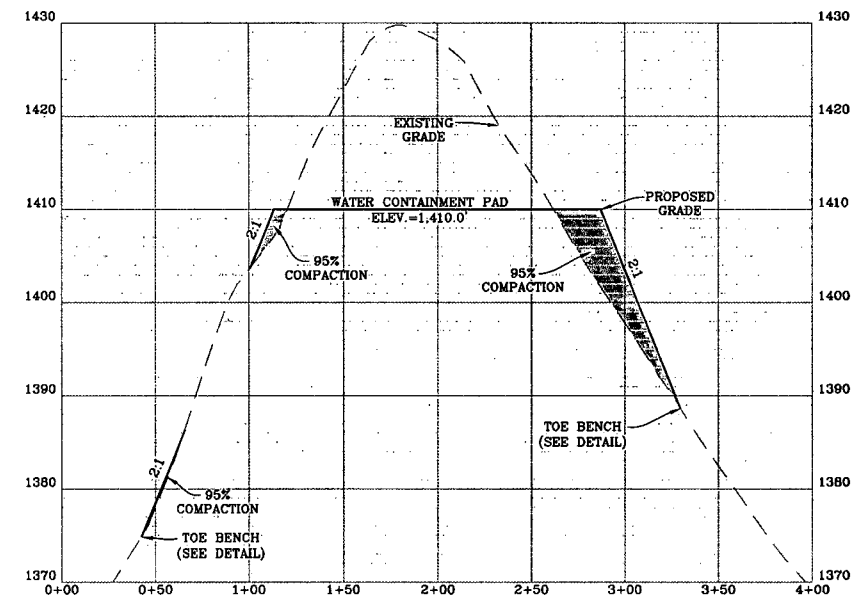 1430 1430
1420 1420
EXISTING
GRADE
1410 1410
WATER CONTAINMENT PAD
ELEV.=1,410.0'
PROPOSED
GRADE
2:1
95%
COMPACTION
95%
COMPACTION
2:1
1400 1400
1390 1390
TOE BENCH
(SEE DETAIL)
2:1
1380 1380
95%
COMPACTION
TOE BENCH
(SEE DETAIL)
1370 1370
0+00 0+50 1+00 1+50 2+00 2+50 3+00 3+50 4+00